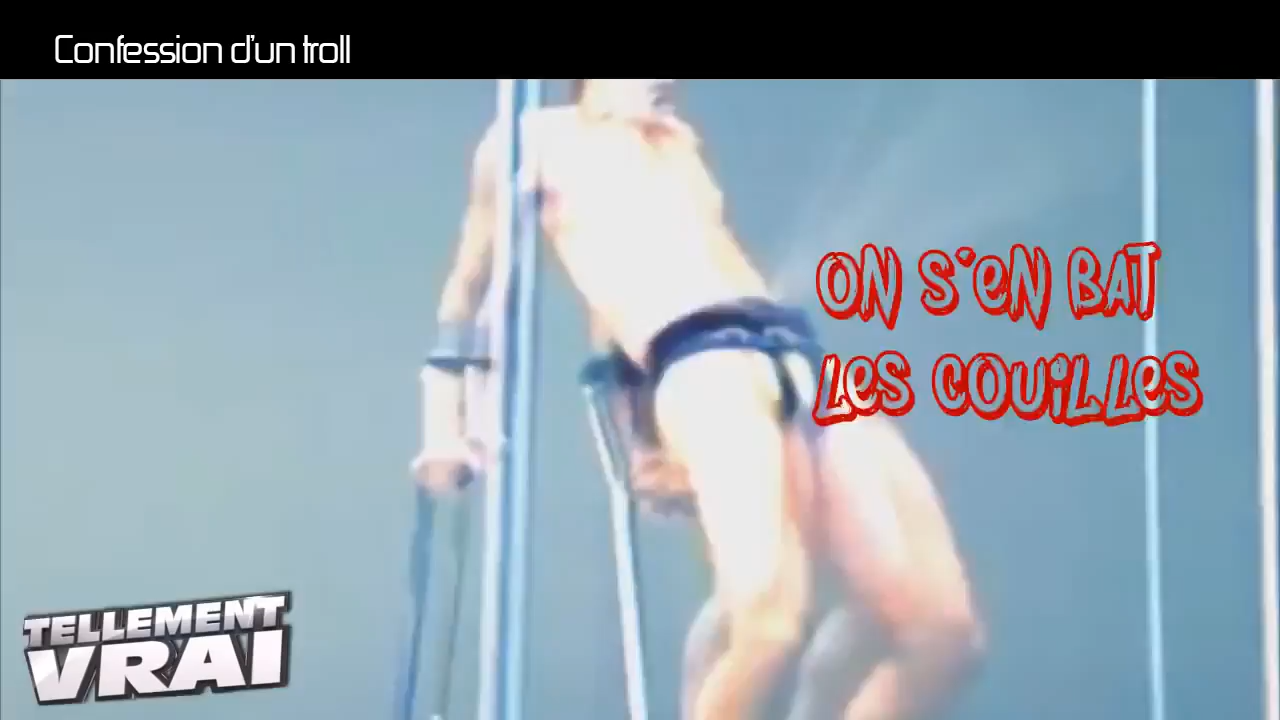 Confession d'un troll
ON S'EN BAT
LES COUILLES
TELLEMENT
VRAI